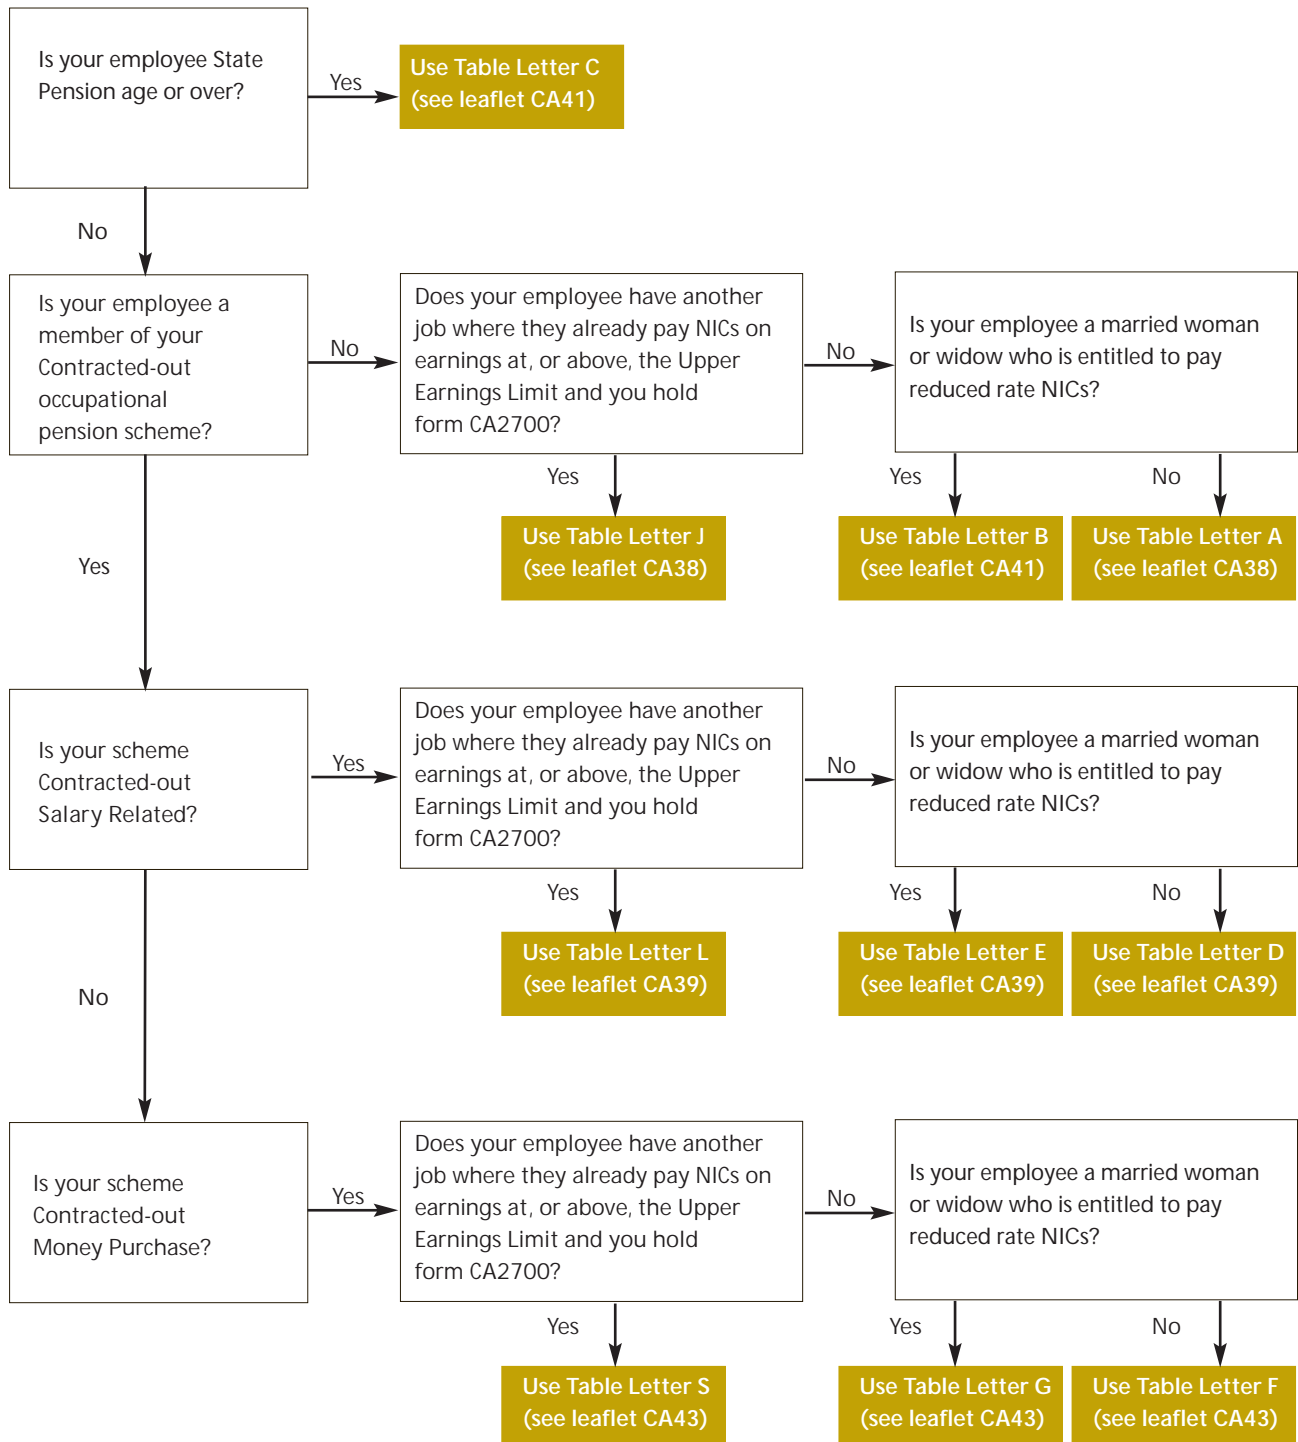 Is your employee State
Pension age or over?
Yes
Use Table Letter C
(see leaflet CA41)
No
Is your employee a
member of your
Contracted-out
occupational
pension scheme?
No
Does your employee have another
job where they already pay NICs on
earnings at, or above, the Upper
Earnings Limit and you hold
form CA2700?
No
Is your employee a married woman
or widow who is entitled to pay
reduced rate NICs?
Yes
Yes
No
Use Table Letter J
(see leaflet CA38)
Use Table Letter B
(see leaflet CA41)
Use Table Letter A
(see leaflet CA38)
Yes
Is your scheme
Contracted-out
Salary Related?
Yes
Does your employee have another
job where they already pay NICs on
earnings at, or above, the Upper
Earnings Limit and you hold
form CA2700?
No
Is your employee a married woman
or widow who is entitled to pay
reduced rate NICs?
Yes
Yes
No
Use Table Letter L
(see leaflet CA39)
Use Table Letter E
(see leaflet CA39)
Use Table Letter D
(see leaflet CA39)
No
Is your scheme
Contracted-out
Money Purchase?
Yes
Does your employee have another
job where they already pay NICs on
earnings at, or above, the Upper
Earnings Limit and you hold
form CA2700?
No
Is your employee a married woman
or widow who is entitled to pay
reduced rate NICs?
Yes
Yes
No
Use Table Letter S
(see leaflet CA43)
Use Table Letter G
(see leaflet CA43)
Use Table Letter F
(see leaflet CA43)